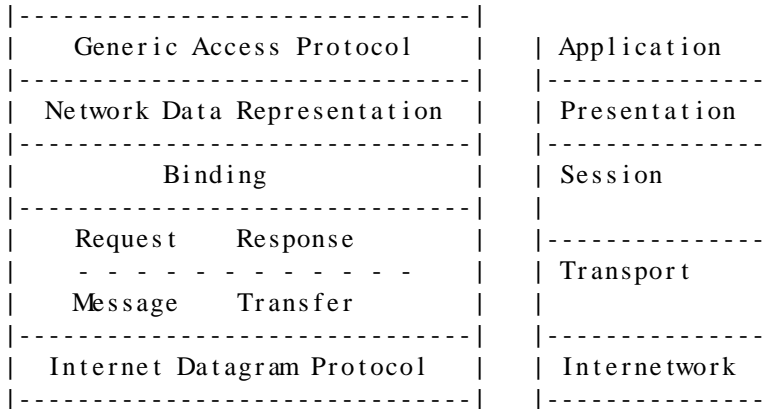 |-------------------------------|
| Generic Access Protocol | | Application
|-------------------------------| |---------------
| Network Data Representation | | Presentation
|-------------------------------| |---------------
| Binding | | Session
|-------------------------------| |
| Request Response | |---------------
| - - - - - - - - - - - - | | Transport
| Message Transfer | |
|-------------------------------| |---------------
| Internet Datagram Protocol | | Internetwork
|-------------------------------| |---------------